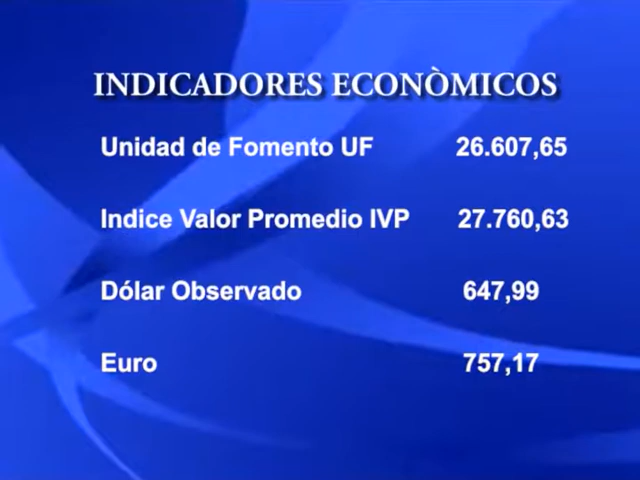 INDICADORES ECONÒMICOS
Unidad de Fomento UF 26.607,65
Indice Valor Promedio IVP 27.760,63
Dólar Observado 647,99
Euro 757,17